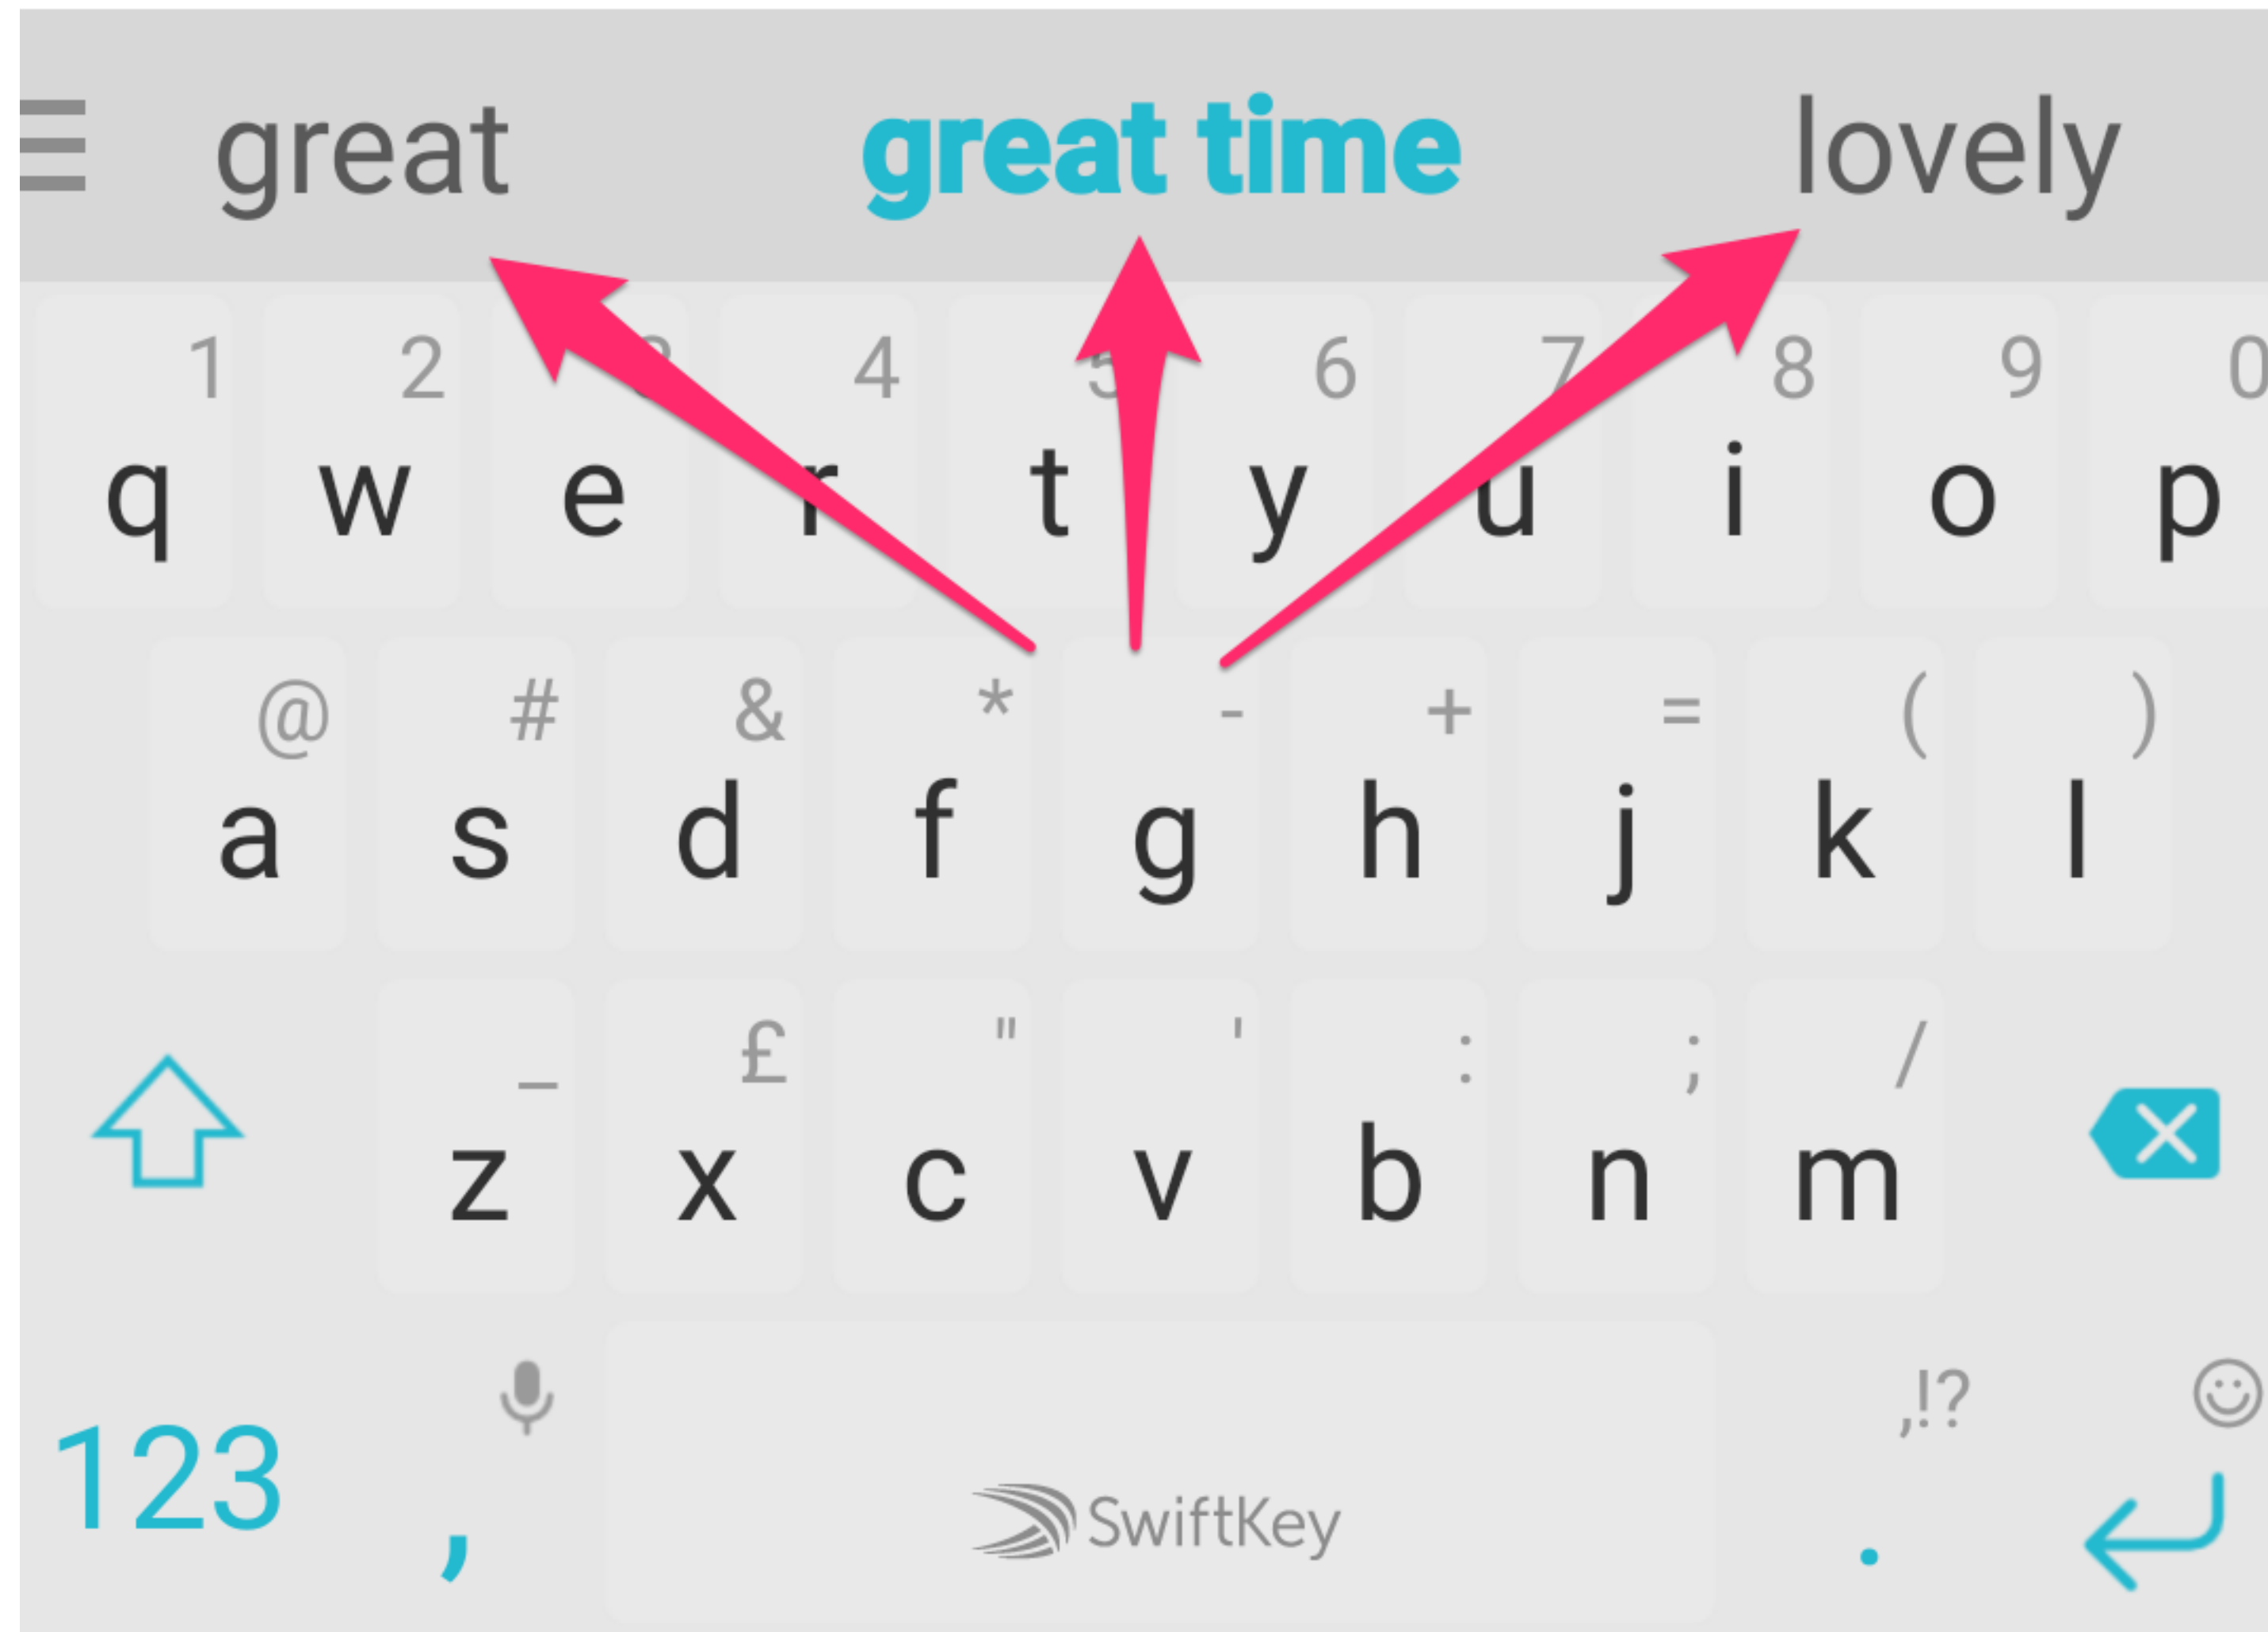 great great time lovely
1 2 3 4 5 6 7 8 9 0
q w e r t y u i o p
@ # & * - + = ( )
a s d f g h j k l
_ £ " ' : ; /
z x c v b n m
,!?
123 , SwiftKey .